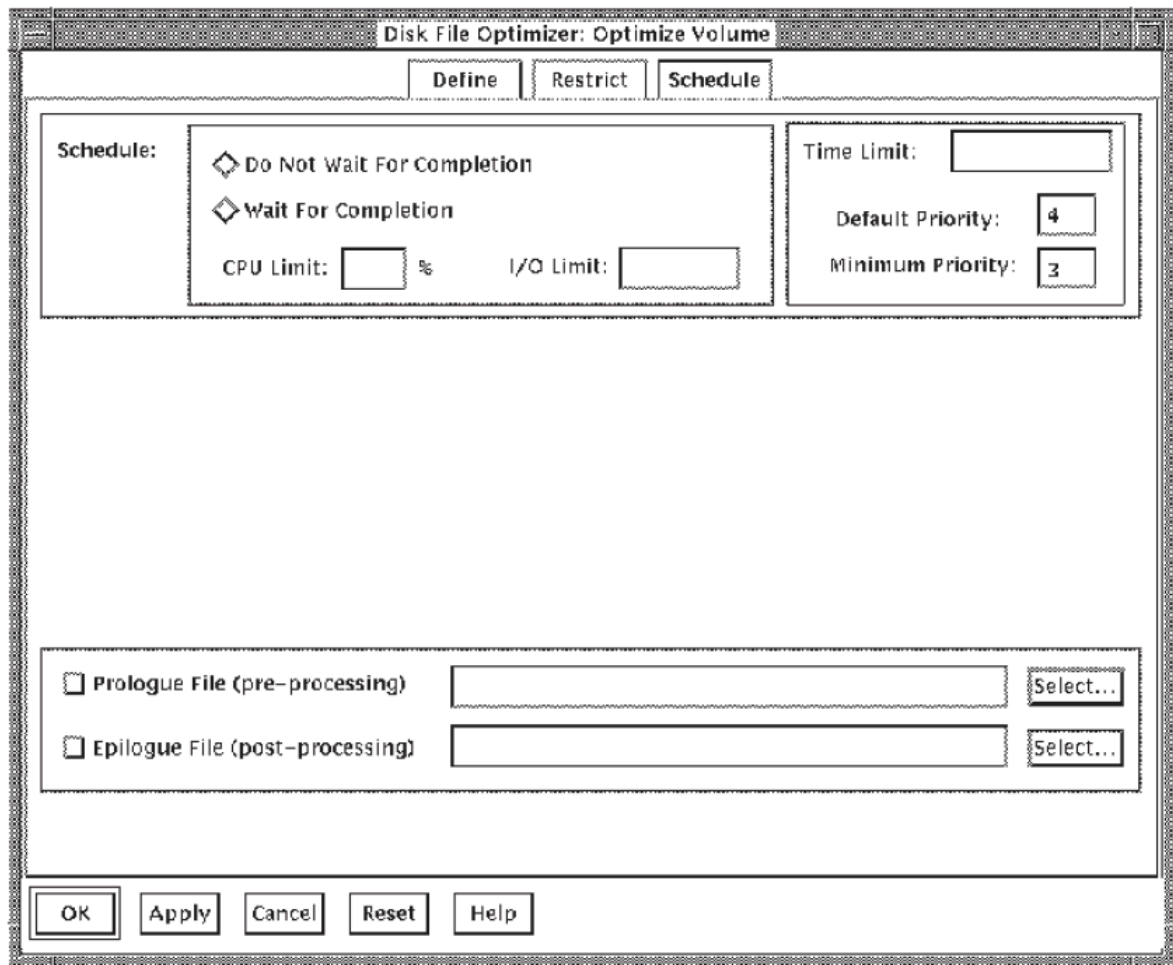 Disk File Optimizer: Optimize Volume
Define Restrict Schedule
Schedule:
Do Not Wait For Completion
Wait For Completion
CPU Limit: % I/O Limit:
Time Limit:
Default Priority: 4
Minimum Priority: 3
Prologue File (pre-processing) Select...
Epilogue File (post-processing) Select...
OK Apply Cancel Reset Help